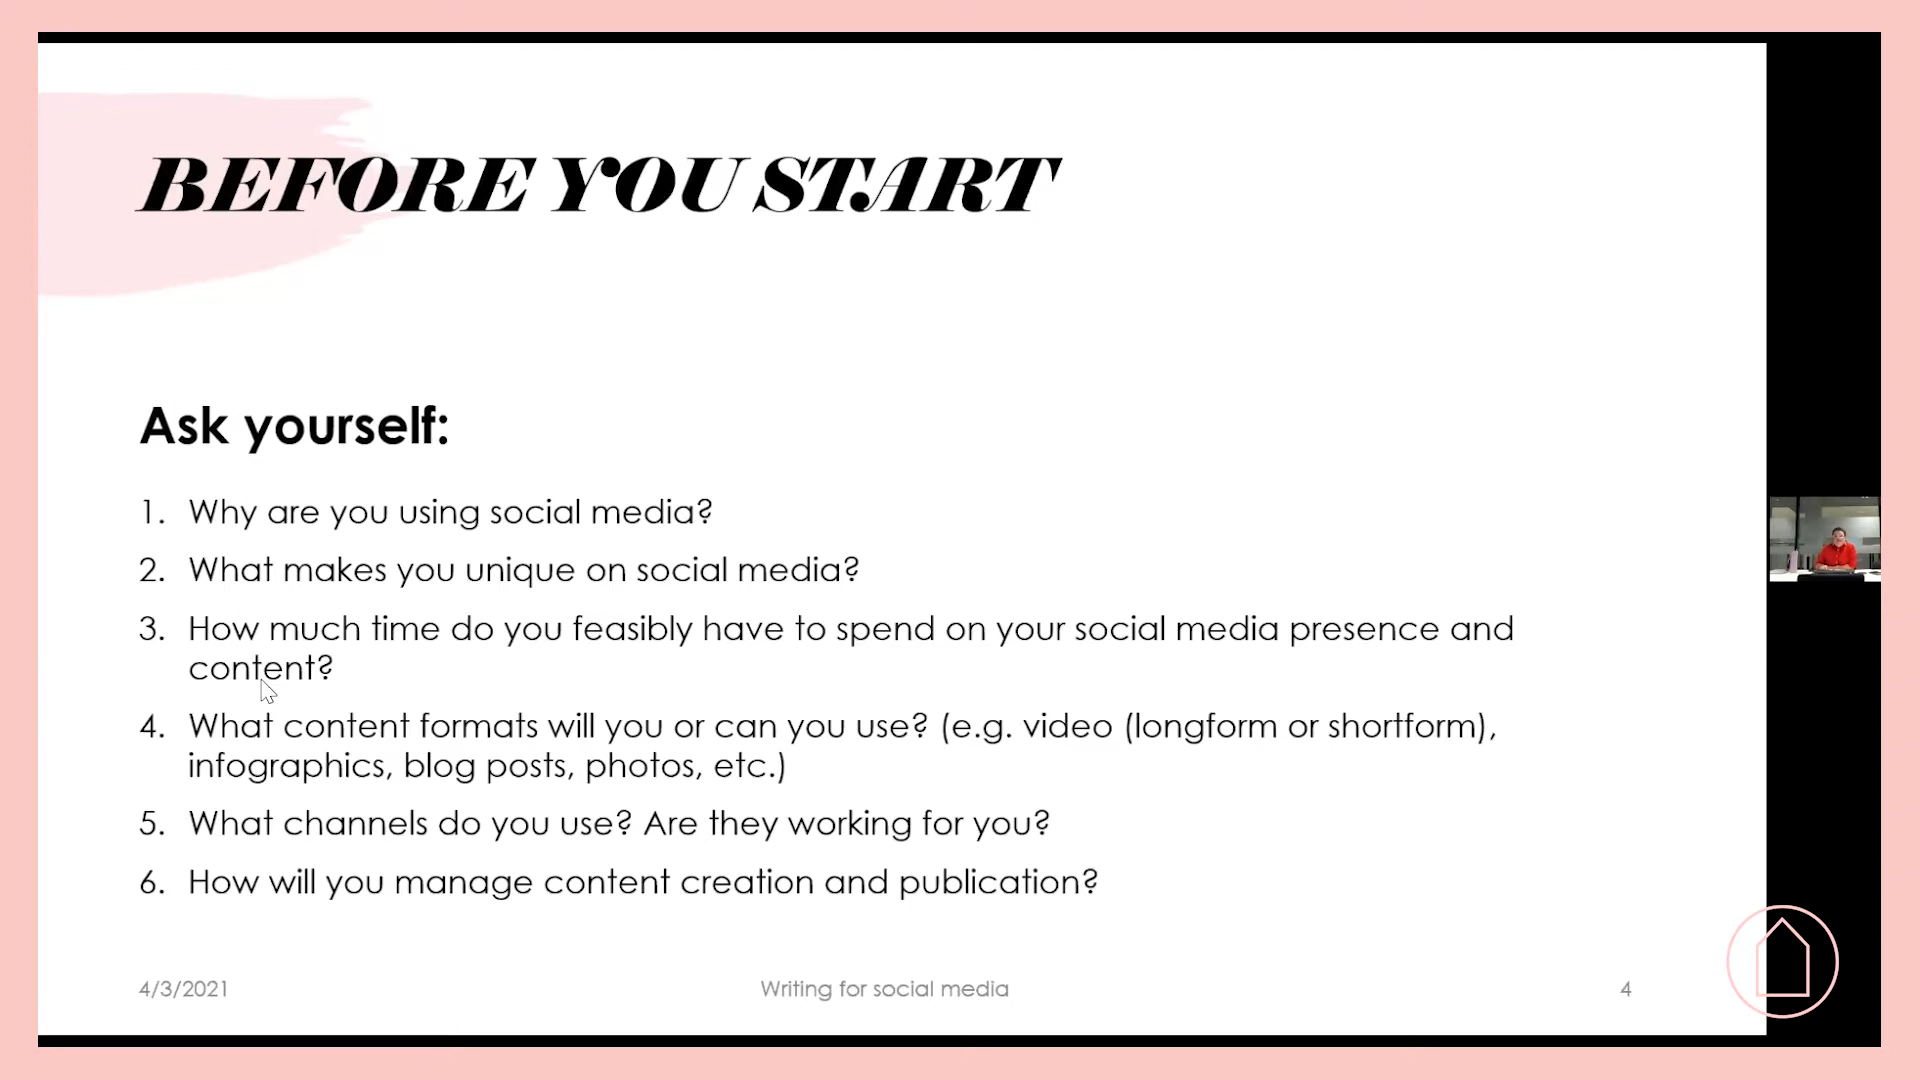 BEFORE YOU START
Ask yourself:
1. Why are you using social media?
2. What makes you unique on social media?
3. How much time do you feasibly have to spend on your social media presence and
content?
4. What content formats will you or can you use? (e.g. video (longform or shortform),
infographics, blog posts, photos, etc.)
5. What channels do you use? Are they working for you?
6. How will you manage content creation and publication?
4/3/2021
Writing for social media
4